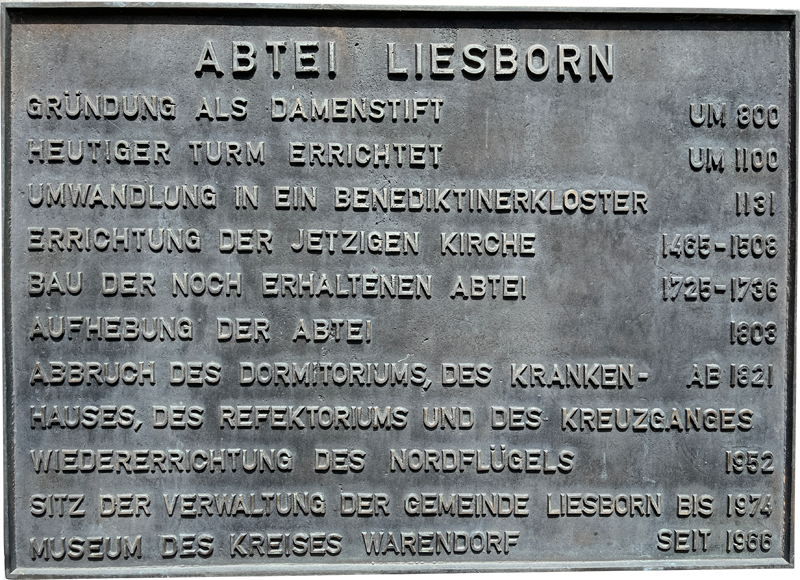 ABTEI LIESBORN
GRÜNDUNG ALS DAMENSTIFT UM 800
HEUTIGER TURM ERRICHTET UM 1100
UMWANDLUNG IN EIN BENEDIKTINERKLOSTER 1131
ERRICHTUNG DER JETZIGEN KIRCHE 1465-1508
BAU DER NOCH ERHALTENEN ABTEI 1725-1736
AUFHEBUNG DER ABTEI 1803
ABBRUCH DES DORMITORIUMS, DES KRANKEN- AB 1821
HAUSES, DES REFEKTORIUMS UND DES KREUZGANGES
WIEDERERRICHTUNG DES NORDFLÜGELS 1952
SITZ DER VERWALTUNG DER GEMEINDE LIESBORN BIS 1974
MUSEUM DES KREISES WARENDORF SEIT 1966